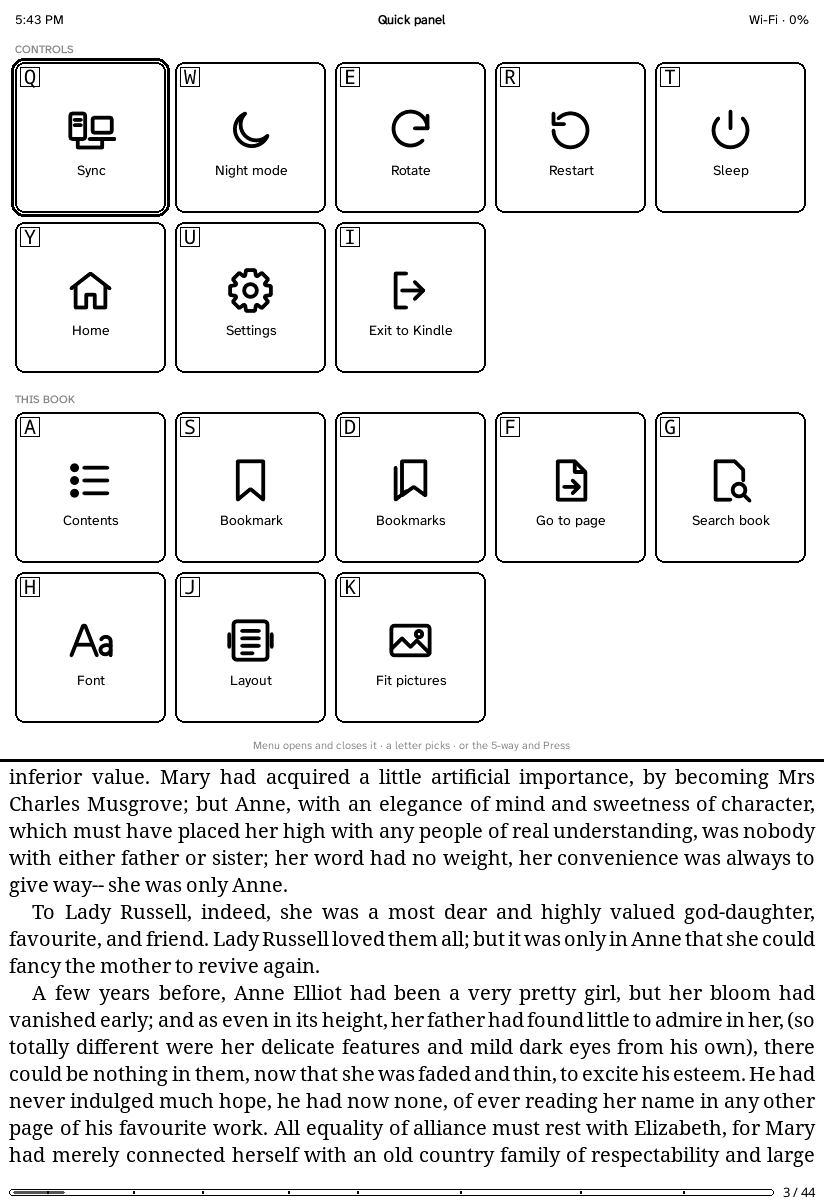 5:43 PM Quick panel Wi-Fi · 0%
CONTROLS
Q W E R T
Sync Night mode Rotate Restart Sleep
Y U I
Home Settings Exit to Kindle
THIS BOOK
A S D F G
Contents Bookmark Bookmarks Go to page Search book
H J K
Aa
Font Layout Fit pictures
Menu opens and closes it · a letter picks · or the 5-way and Press
inferior value. Mary had acquired a little artificial importance, by becoming Mrs
Charles Musgrove; but Anne, with an elegance of mind and sweetness of character,
which must have placed her high with any people of real understanding, was nobody
with either father or sister; her word had no weight, her convenience was always to
give way-- she was only Anne.
To Lady Russell, indeed, she was a most dear and highly valued god-daughter,
favourite, and friend. Lady Russell loved them all; but it was only in Anne that she could
fancy the mother to revive again.
A few years before, Anne Elliot had been a very pretty girl, but her bloom had
vanished early; and as even in its height, her father had found little to admire in her, (so
totally different were her delicate features and mild dark eyes from his own), there
could be nothing in them, now that she was faded and thin, to excite his esteem. He had
never indulged much hope, he had now none, of ever reading her name in any other
page of his favourite work. All equality of alliance must rest with Elizabeth, for Mary
had merely connected herself with an old country family of respectability and large
3 / 44